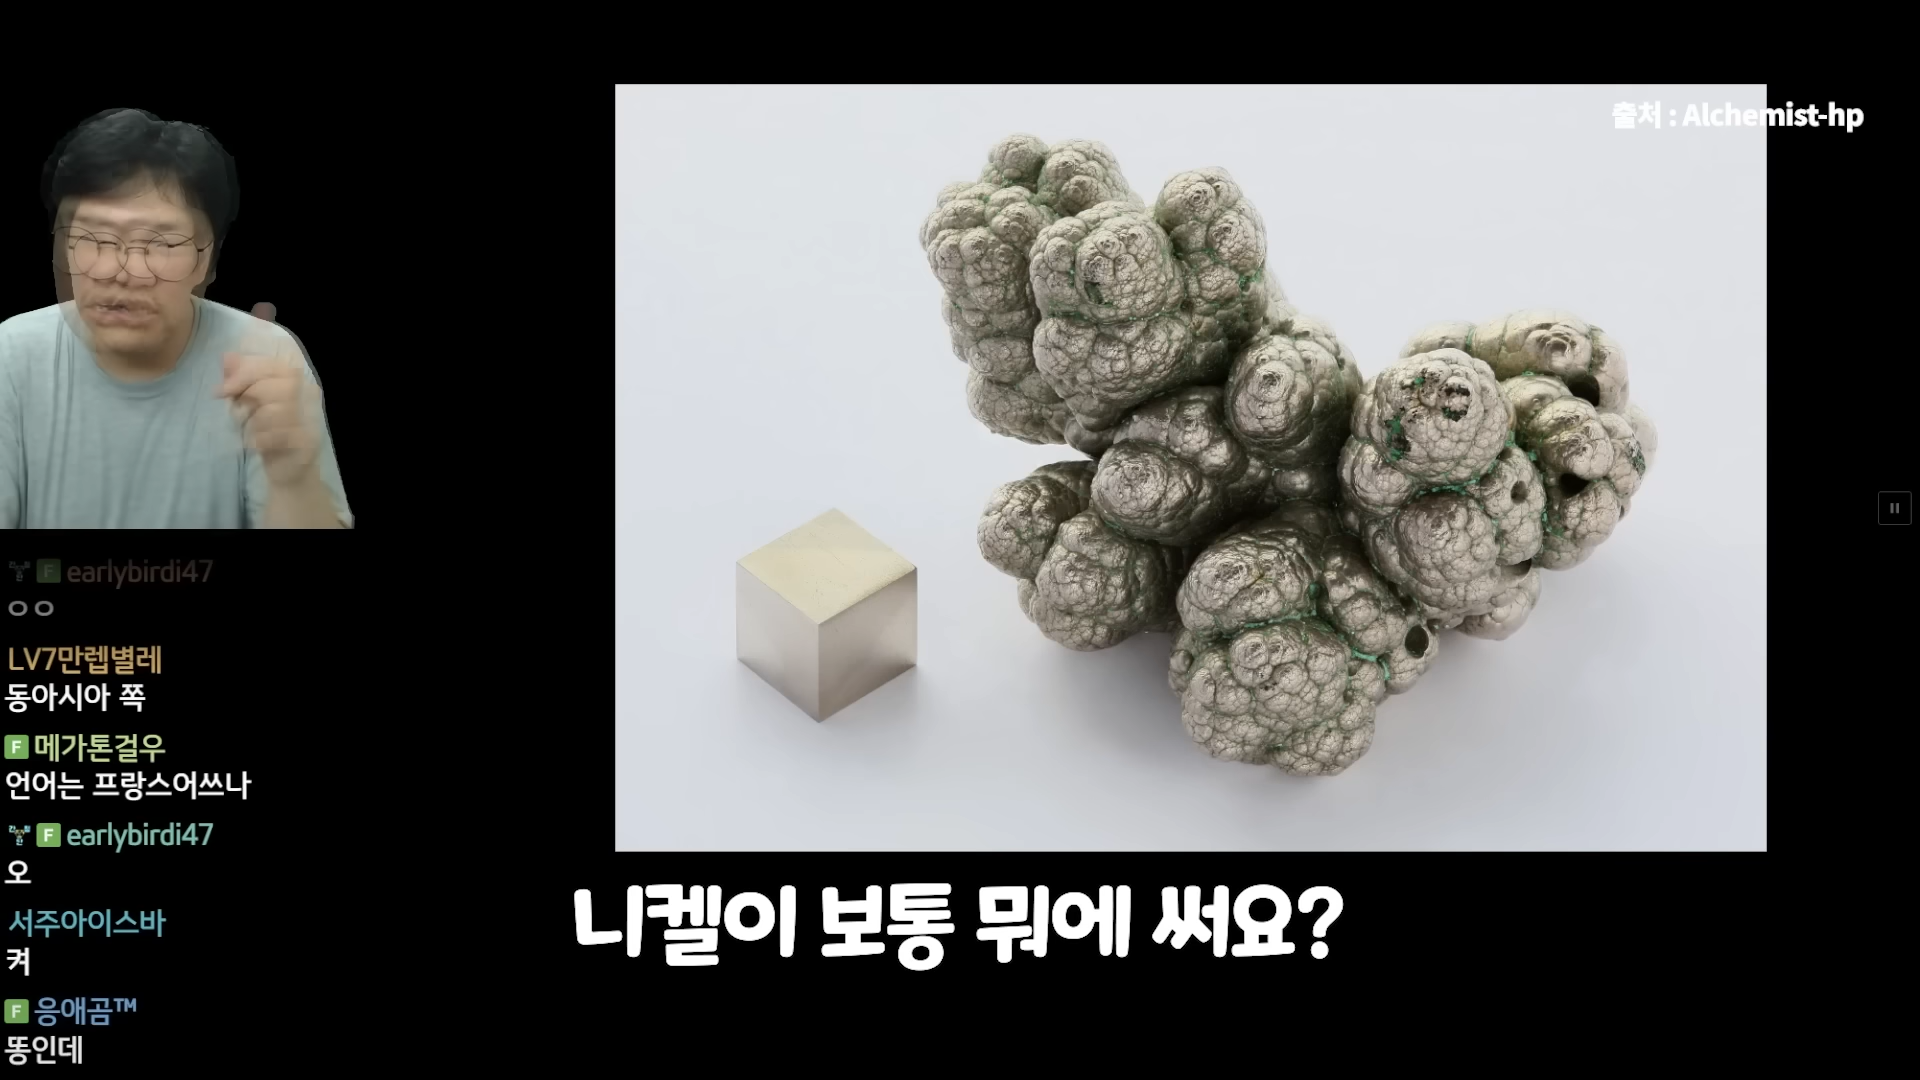 출처 : Alchemist-hp
F earlybirdi47
ㅇㅇ
LV7만렙별레
동아시아 쪽
F 메가톤걸우
언어는 프랑스어쓰나
F earlybirdi47
오
서주아이스바
켜
F 응애곰™
똥인데
니켈이 보통 뭐에 써요?